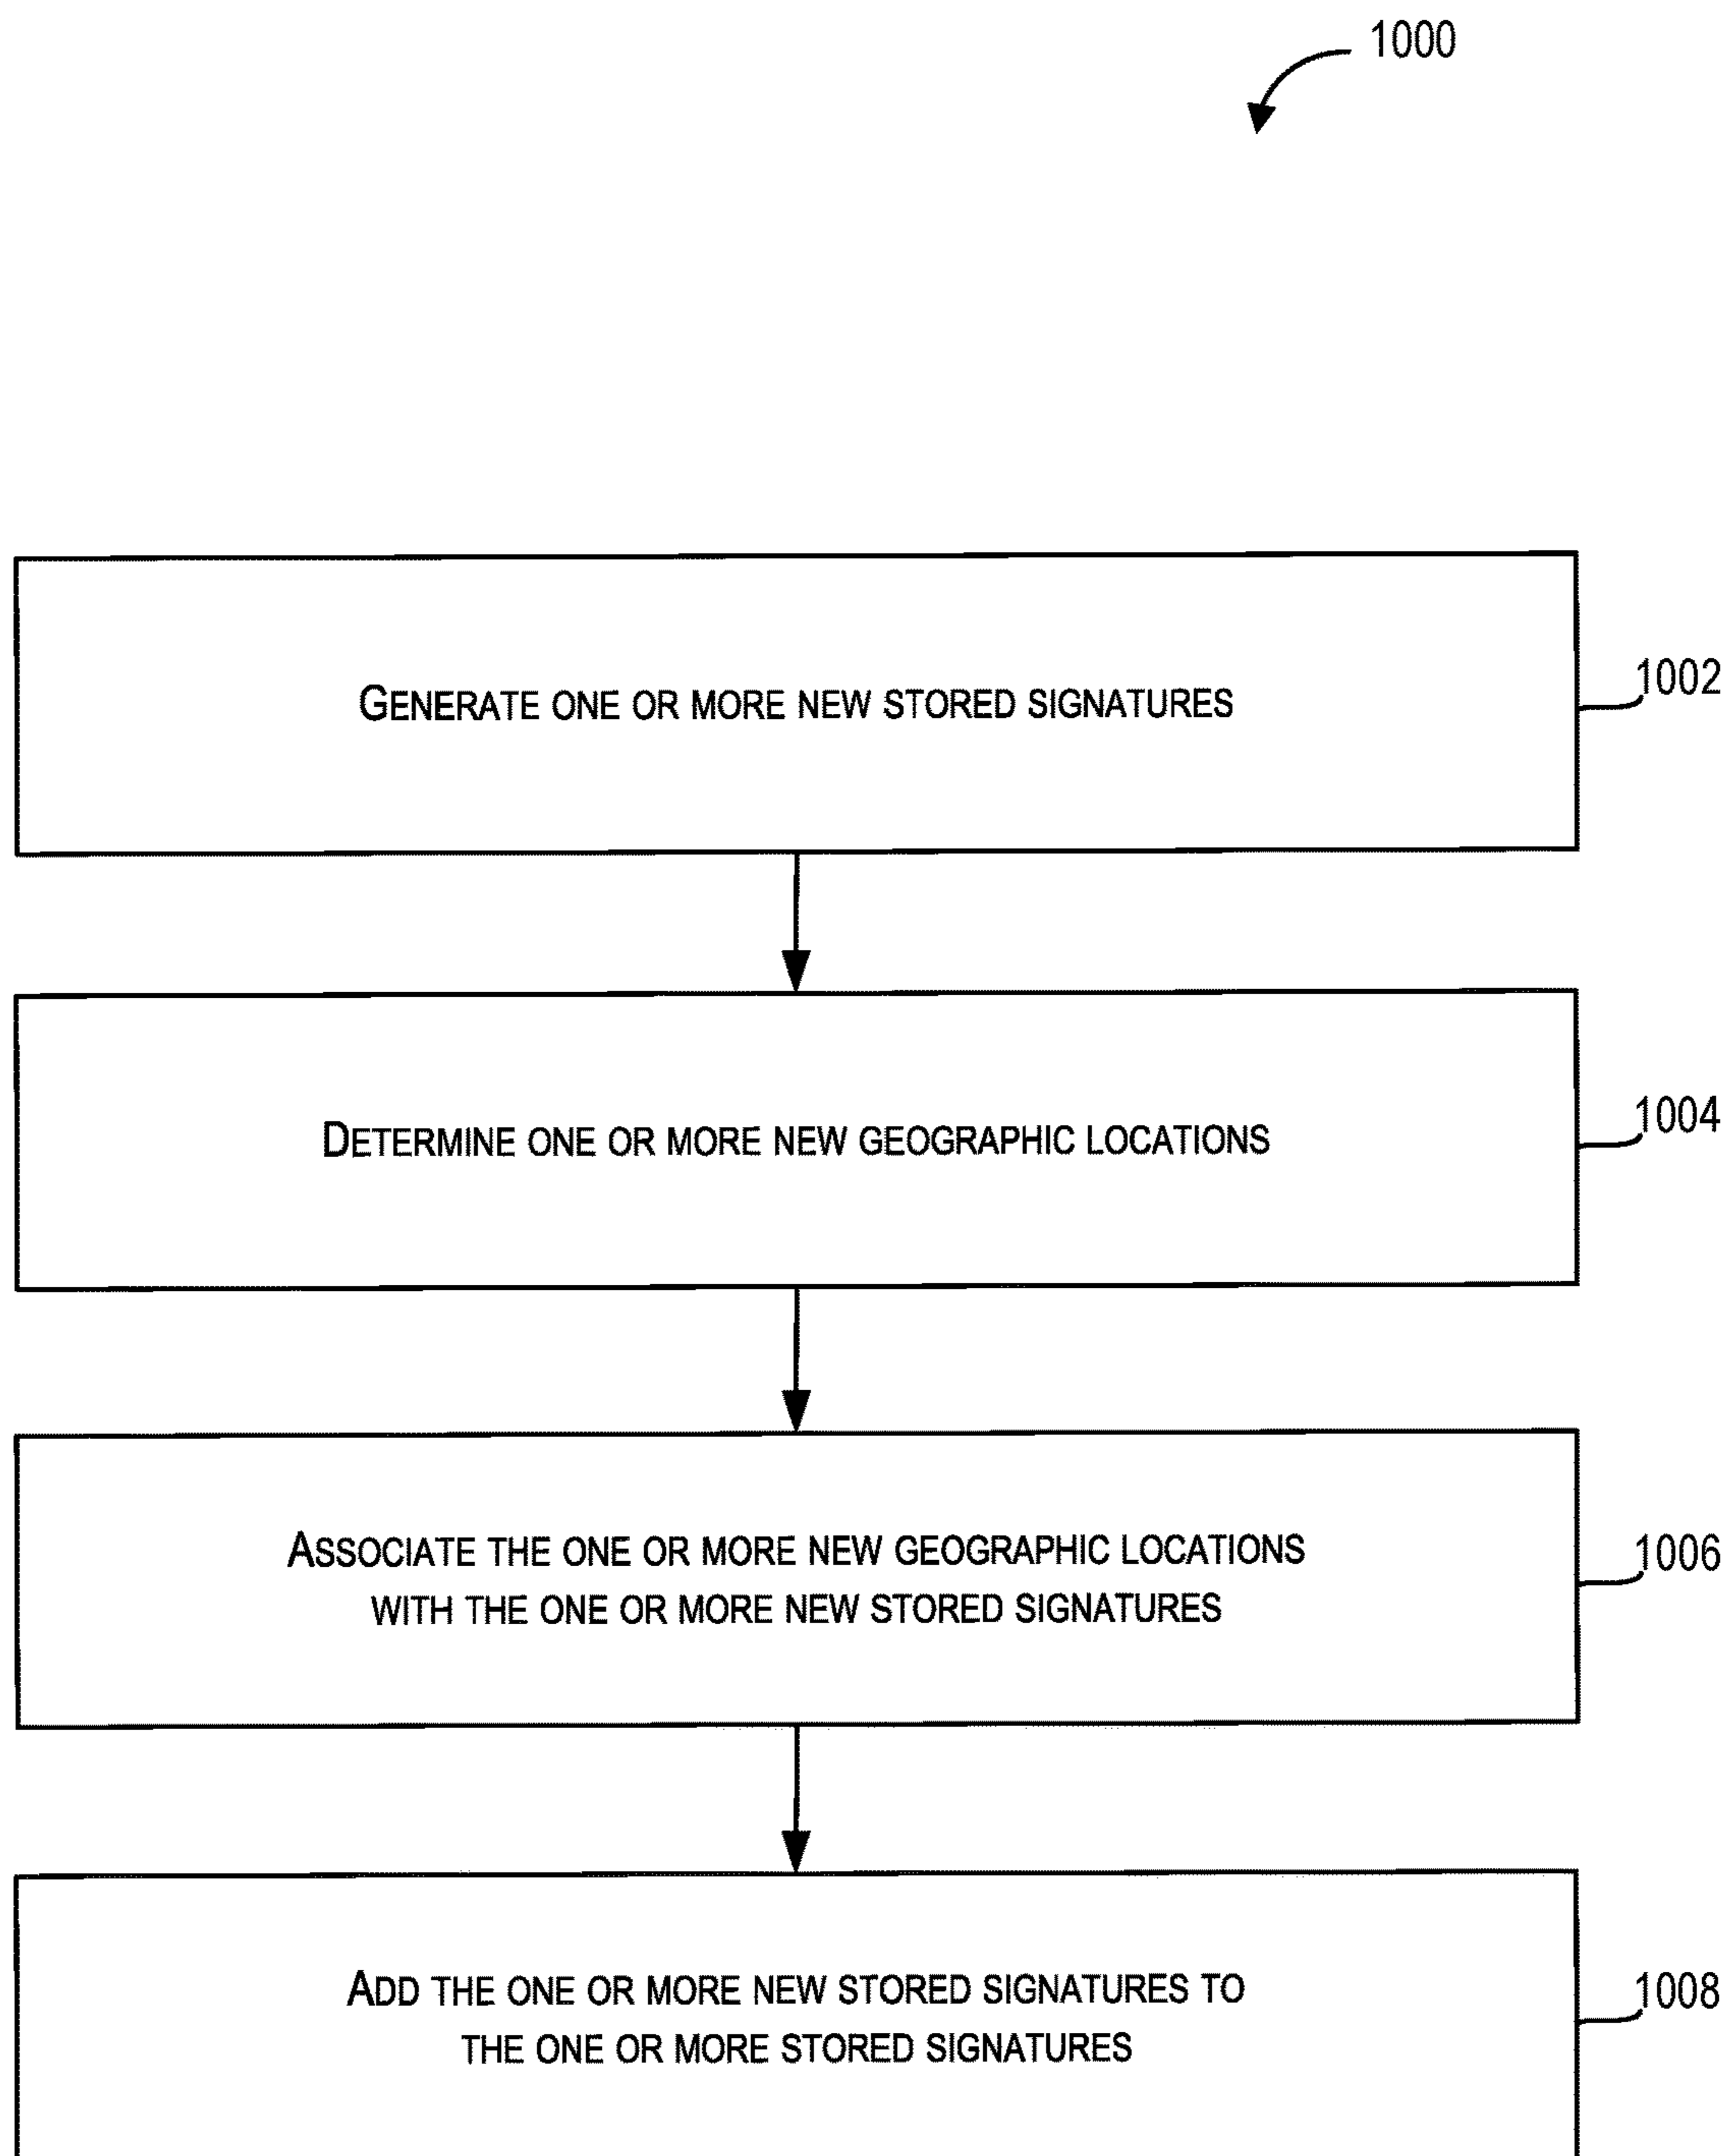 1000
GENERATE ONE OR MORE NEW STORED SIGNATURES
1002
DETERMINE ONE OR MORE NEW GEOGRAPHIC LOCATIONS
1004
ASSOCIATE THE ONE OR MORE NEW GEOGRAPHIC LOCATIONS
WITH THE ONE OR MORE NEW STORED SIGNATURES
1006
ADD THE ONE OR MORE NEW STORED SIGNATURES TO
THE ONE OR MORE STORED SIGNATURES
1008